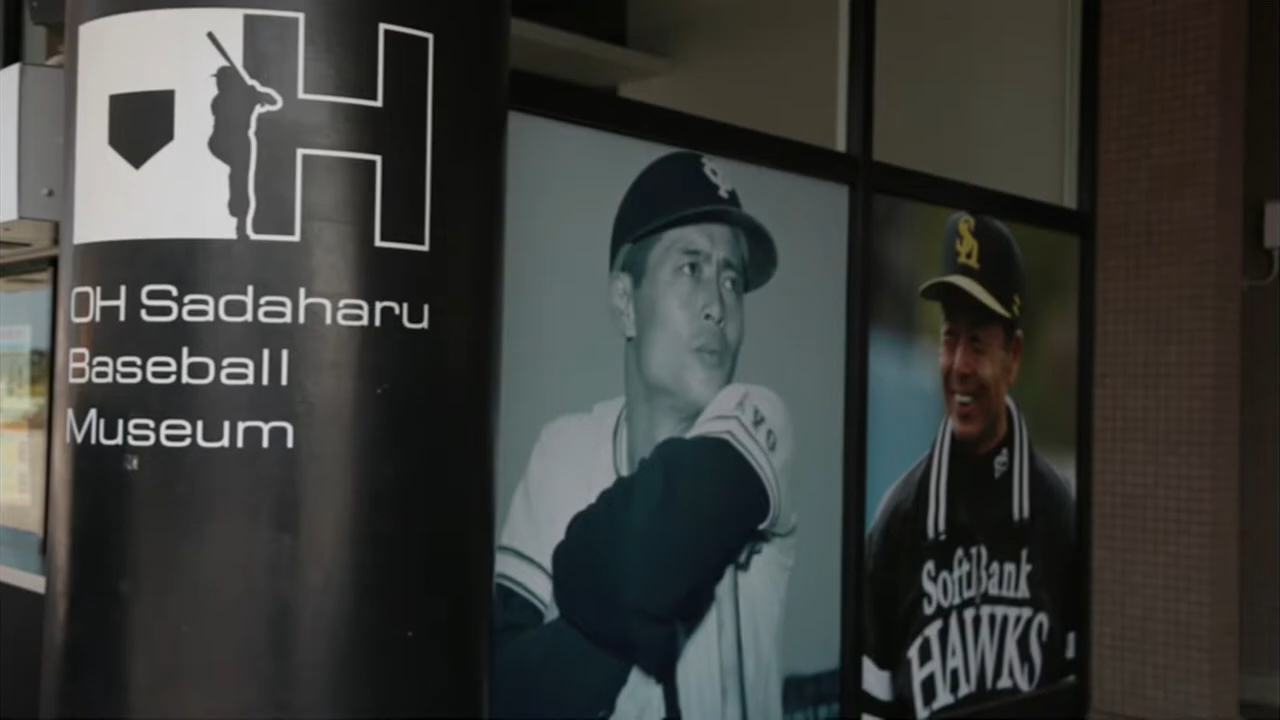 OH
OH Sadaharu
Baseball
Museum
SoftBank
HAWKS